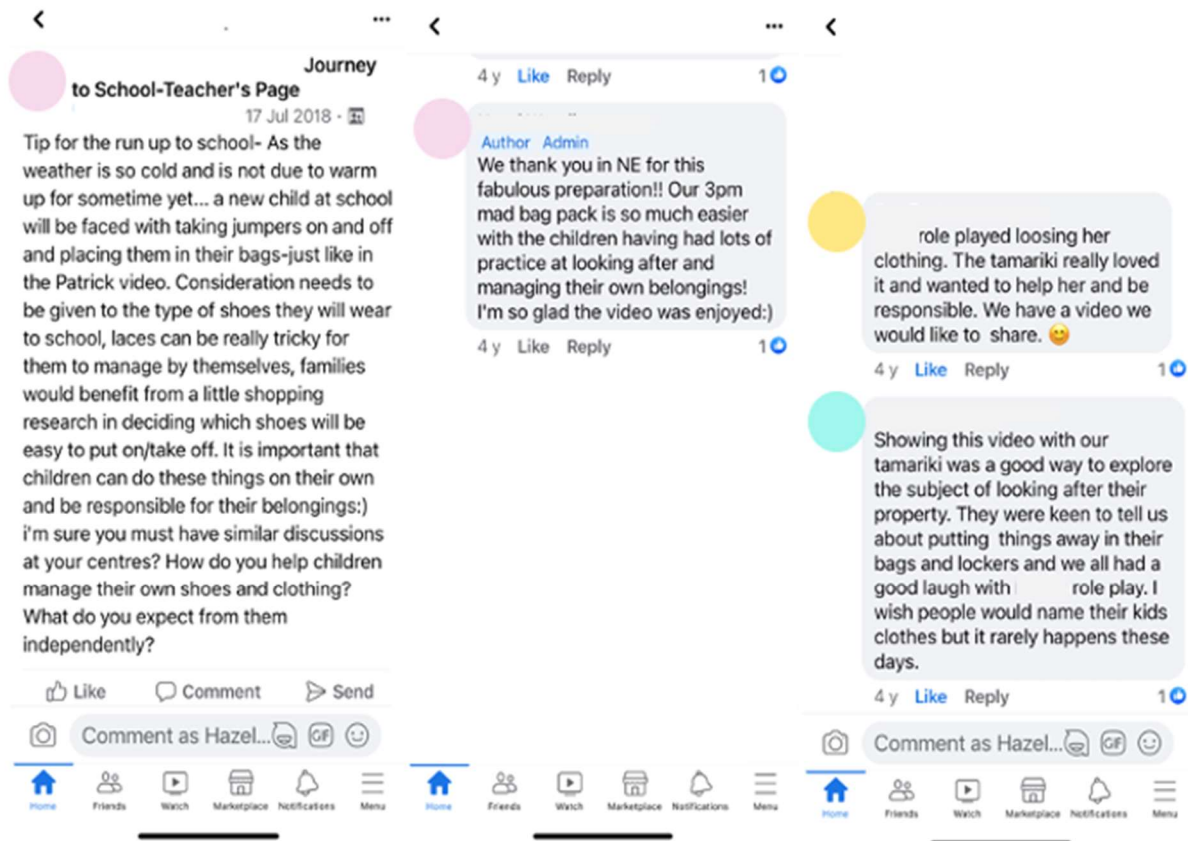 Journey
to School-Teacher's Page
17 Jul 2018 ·
Tip for the run up to school- As the
weather is so cold and is not due to warm
up for sometime yet... a new child at school
will be faced with taking jumpers on and off
and placing them in their bags-just like in
the Patrick video. Consideration needs to
be given to the type of shoes they will wear
to school, laces can be really tricky for
them to manage by themselves, families
would benefit from a little shopping
research in deciding which shoes will be
easy to put on/take off. It is important that
children can do these things on their own
and be responsible for their belongings:)
i'm sure you must have similar discussions
at your centres? How do you help children
manage their own shoes and clothing?
What do you expect from them
independently?
Like Comment Send
Comment as Hazel... GIF
Home Friends Watch Marketplace Notifications Menu
4 y Like Reply 1
Author Admin
We thank you in NE for this
fabulous preparation!! Our 3pm
mad bag pack is so much easier
with the children having had lots of
practice at looking after and
managing their own belongings!
I'm so glad the video was enjoyed:)
4 y Like Reply 1
Home Friends Watch Marketplace Notifications Menu
role played loosing her
clothing. The tamariki really loved
it and wanted to help her and be
responsible. We have a video we
would like to share. 😊
4 y Like Reply 1
Showing this video with our
tamariki was a good way to explore
the subject of looking after their
property. They were keen to tell us
about putting things away in their
bags and lockers and we all had a
good laugh with role play. I
wish people would name their kids
clothes but it rarely happens these
days.
4 y Like Reply 1
Comment as Hazel... GIF
Home Friends Watch Marketplace Notifications Menu